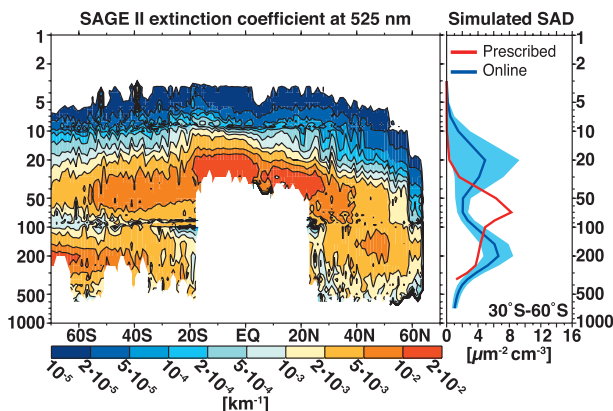 SAGE II extinction coefficient at 525 nm
Simulated SAD
1
2
5
10
20
50
100
200
500
1000
60S 40S 20S EQ 20N 40N 60N
10⁻⁵ 2•10⁻⁵ 5•10⁻⁵ 10⁻⁴ 2•10⁻⁴ 5•10⁻⁴ 10⁻³ 2•10⁻³ 5•10⁻³ 10⁻² 2•10⁻²
[km⁻¹]
Prescribed
Online
1
2
5
10
20
50
100
200
500
1000
30°S-60°S
0 4 8 12 16
[µm⁻² cm⁻³]